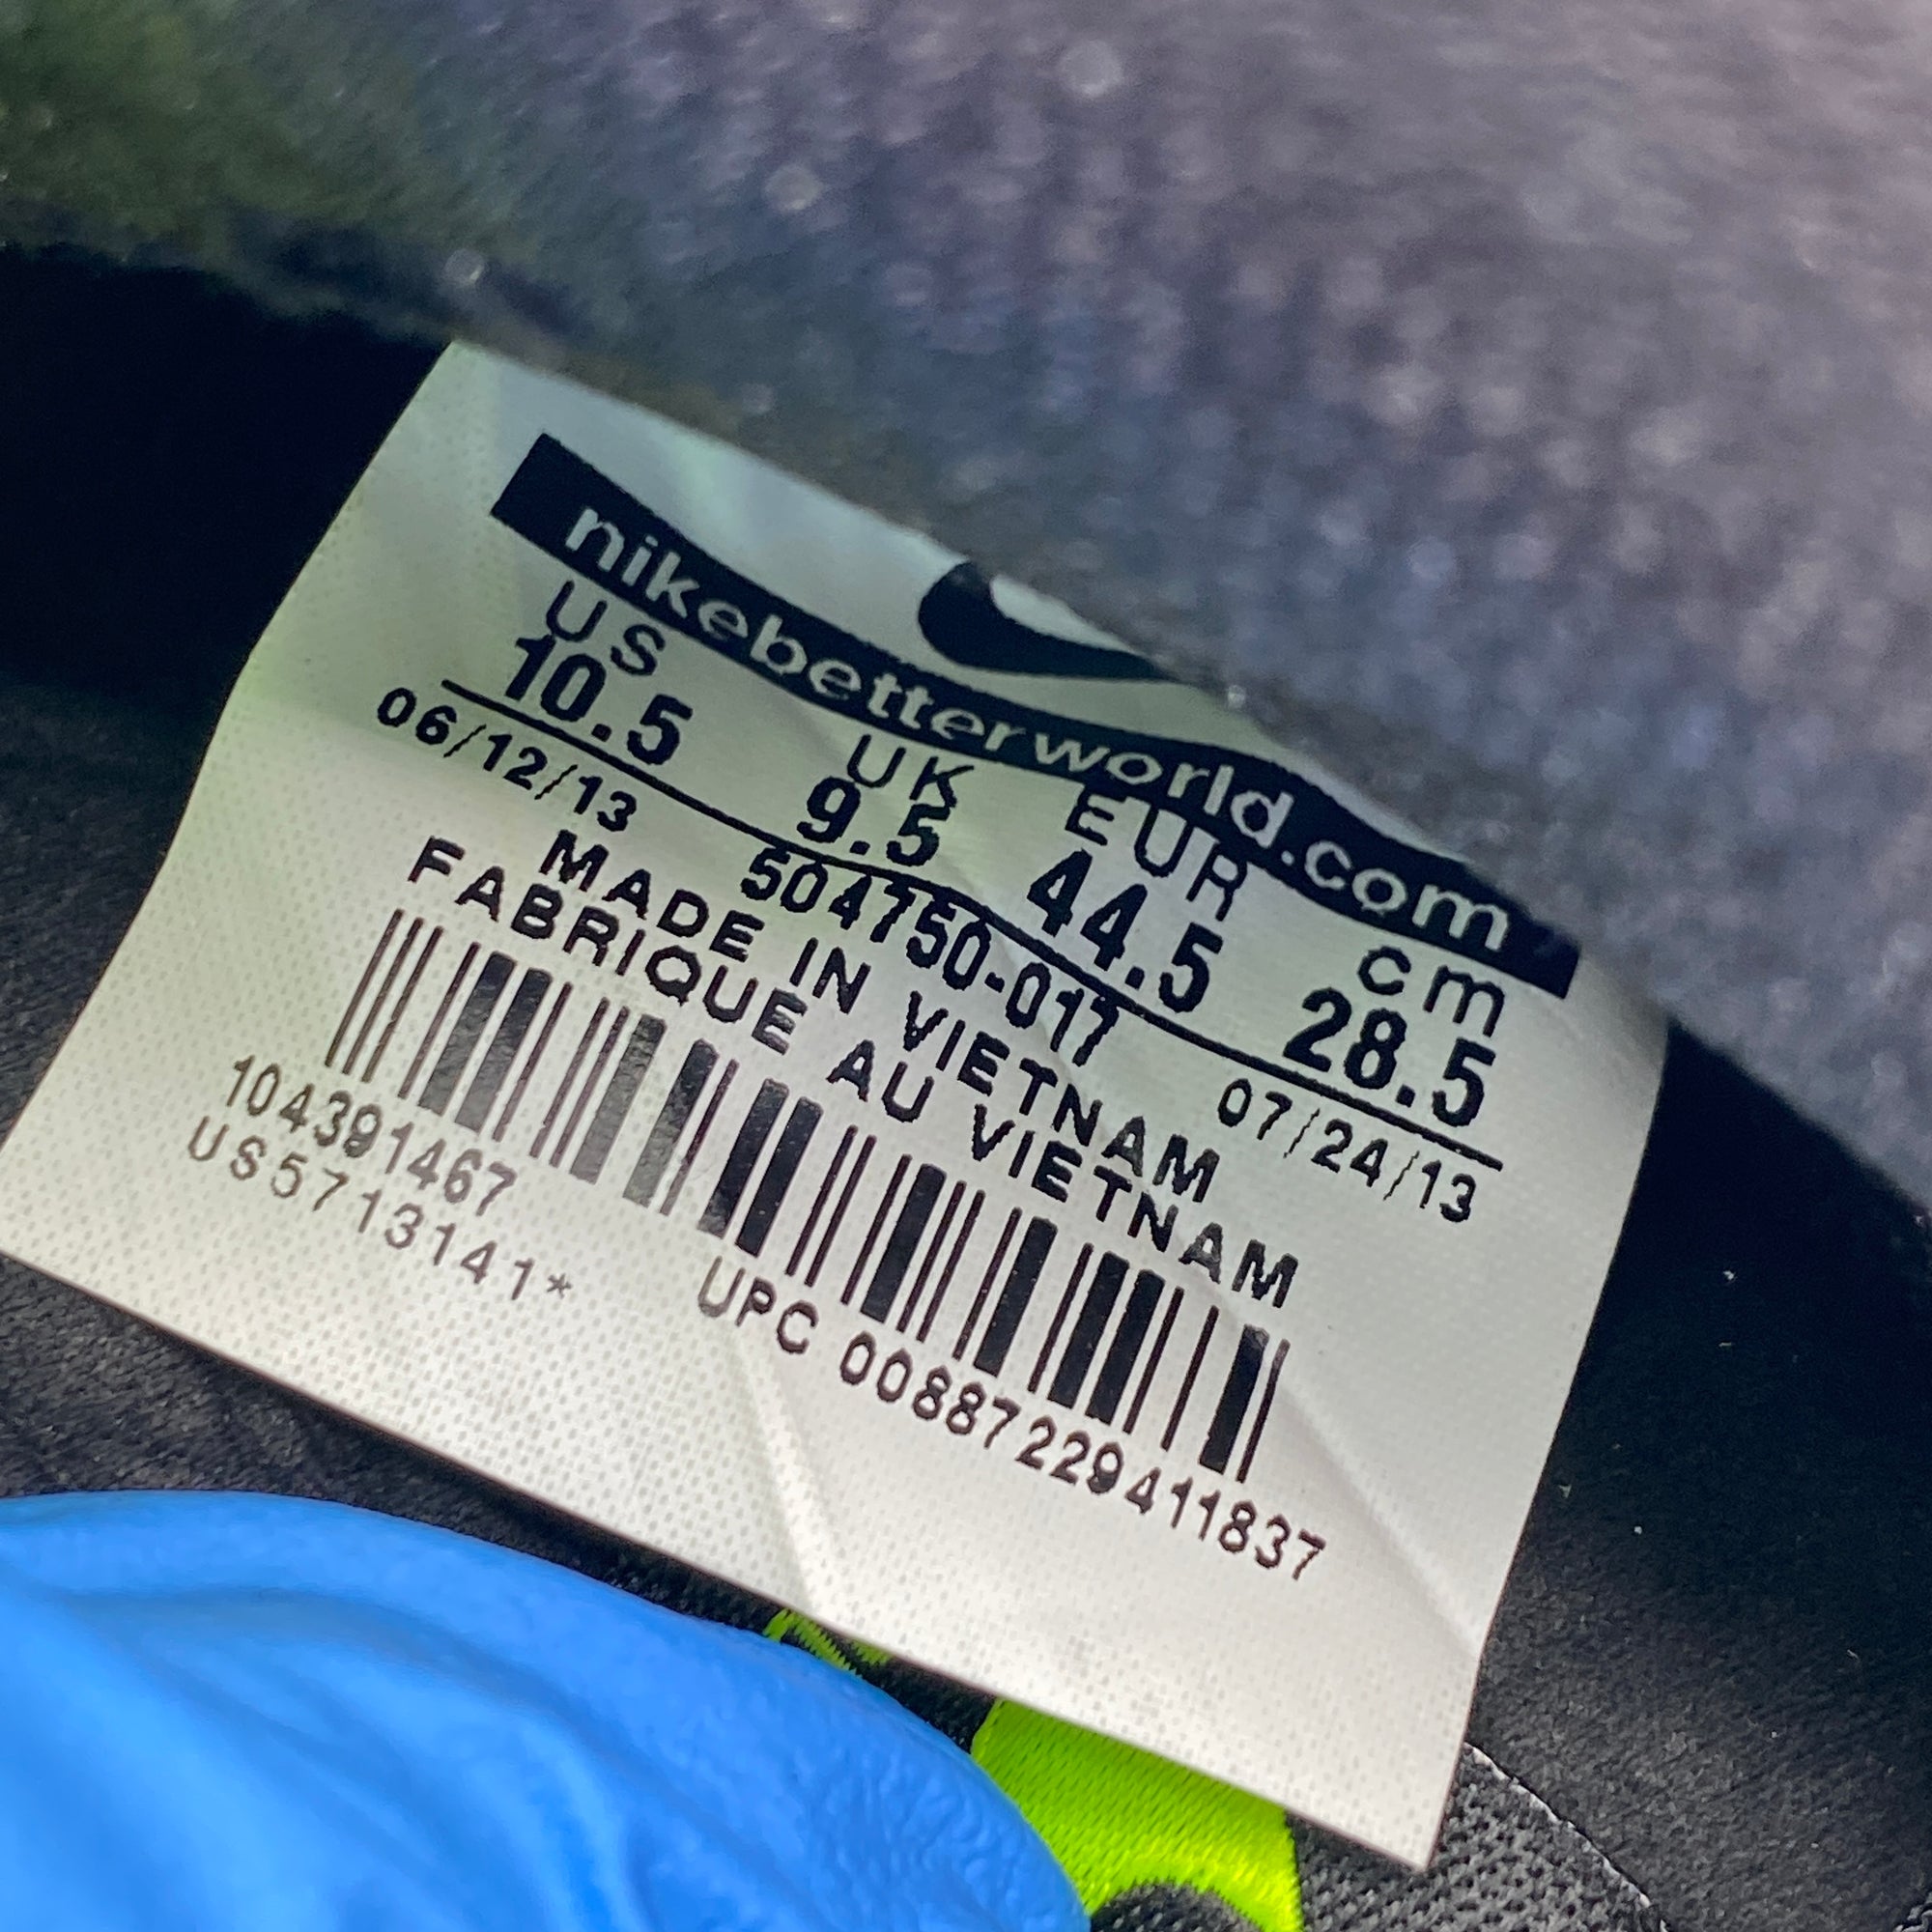 nikebetterworld.com
US UK EUR cm
10.5 9.5 44.5 28.5
06/12/13 504750-017 07/24/13
MADE IN VIETNAM
FABRIQUE AU VIETNAM
104391467 UPC 00887229411837
US5713141*